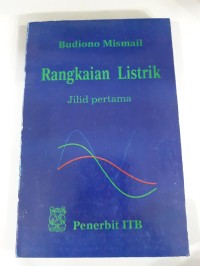 Budiono Mismail
Rangkaian Listrik
Jilid pertama
Penerbit ITB